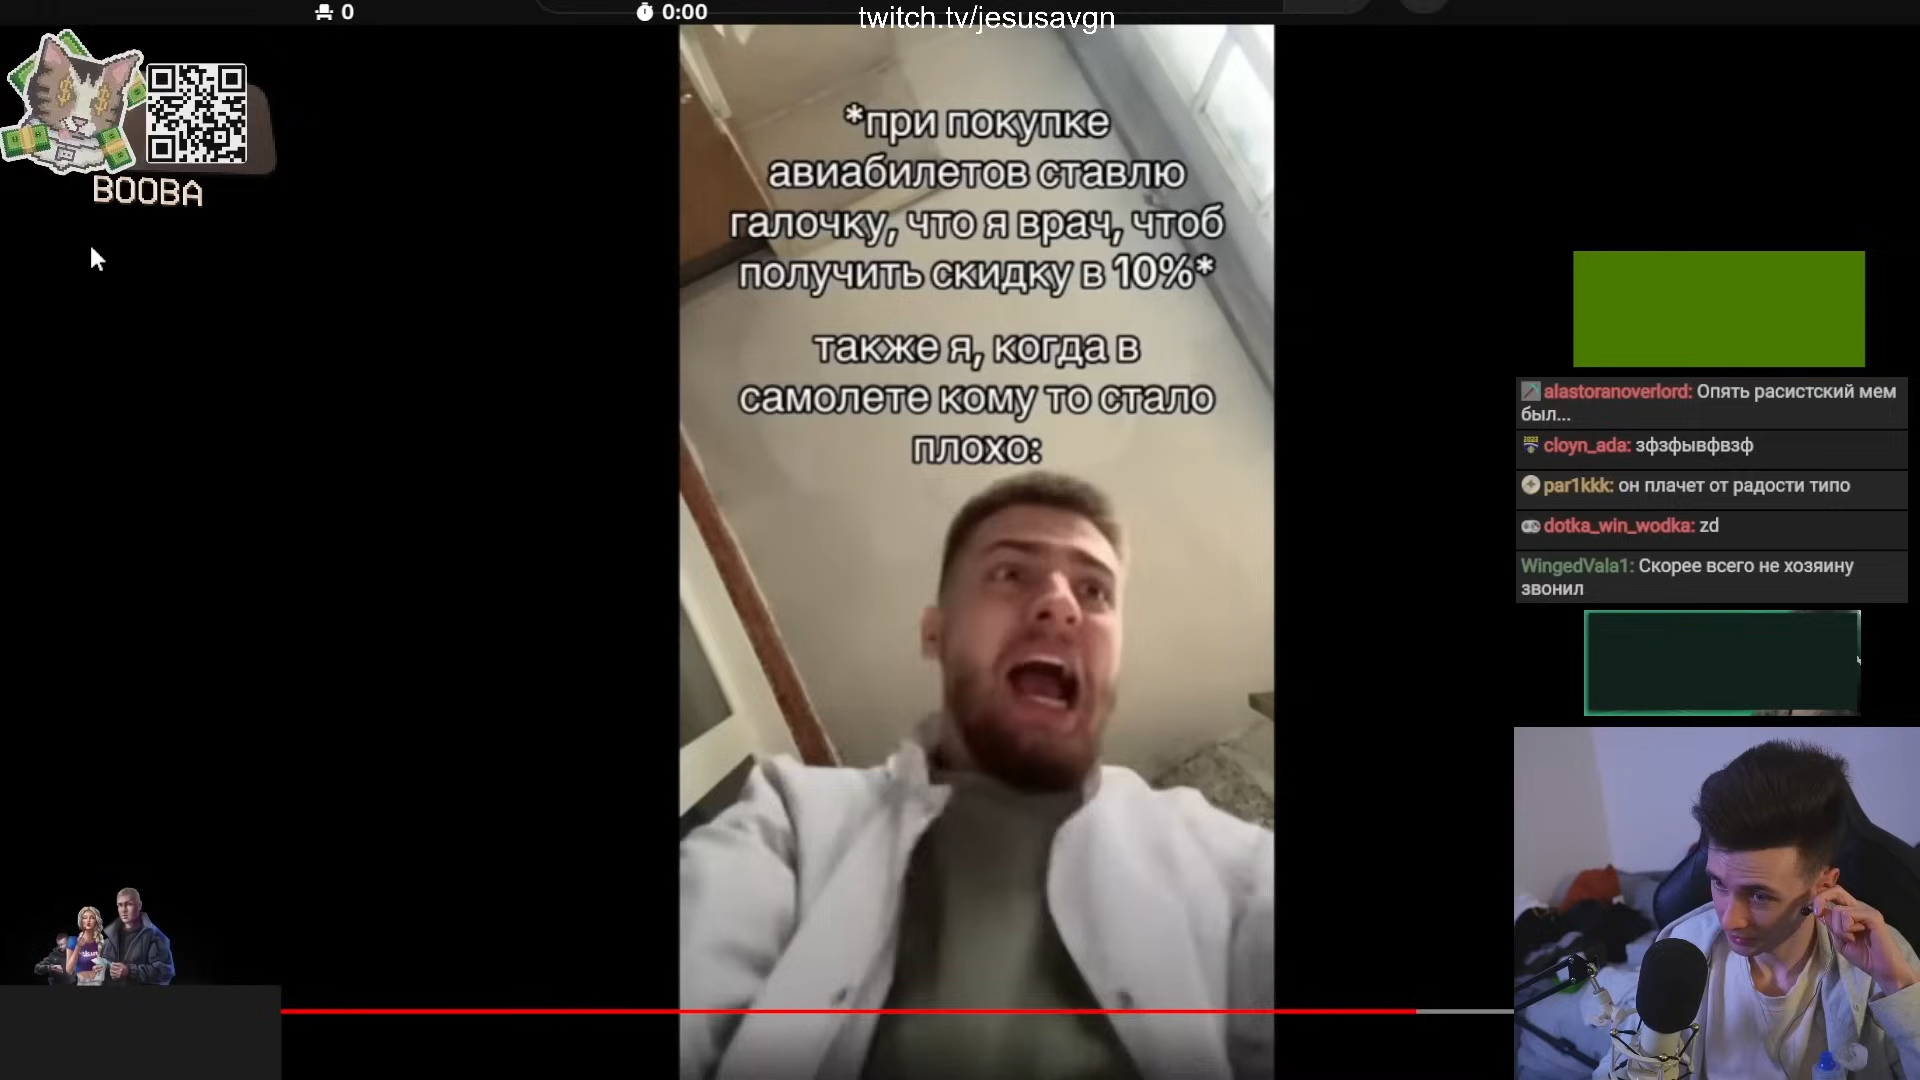 0
0:00
twitch.tv/jesusavgn
BOOBA
*при покупке
авиабилетов ставлю
галочку, что я врач, чтоб
получить скидку в 10%*
также я, когда в
самолете кому то стало
плохо:
alastoranoverlord: Опять расистский мем
был...
cloyn_ada: зфзфывфвзф
par1kkk: он плачет от радости типо
dotka_win_wodka: zd
WingedVala1: Скорее всего не хозяину
звонил